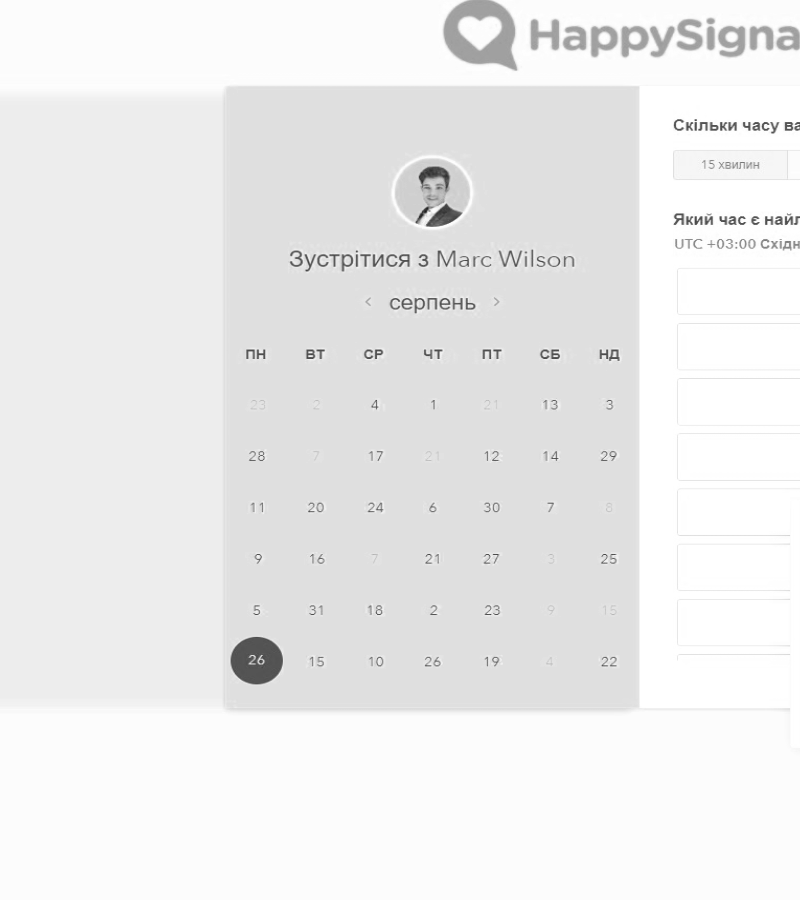 HappySigna
Скільки часу ва
15 хвилин
Який час є найл
UTC +03:00 Східн
Зустрітися з Marc Wilson
< серпень >
ПН ВТ СР ЧТ ПТ СБ НД
23 2 4 1 21 13 3
28 7 17 21 12 14 29
11 20 24 6 30 7 8
9 16 7 21 27 3 25
5 31 18 2 23 9 15
26 15 10 26 19 4 22